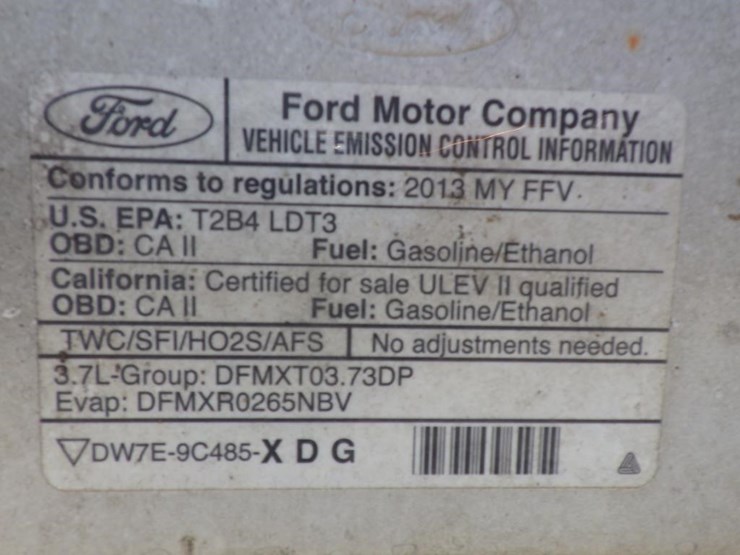 Ford
Ford Motor Company
VEHICLE EMISSION CONTROL INFORMATION
Conforms to regulations: 2013 MY FFV.
U.S. EPA: T2B4 LDT3
OBD: CA II Fuel: Gasoline/Ethanol
California: Certified for sale ULEV II qualified
OBD: CA II Fuel: Gasoline/Ethanol
TWC/SFI/HO2S/AFS No adjustments needed.
3.7L-Group: DFMXT03.73DP
Evap: DFMXR0265NBV
DW7E-9C485-X D G